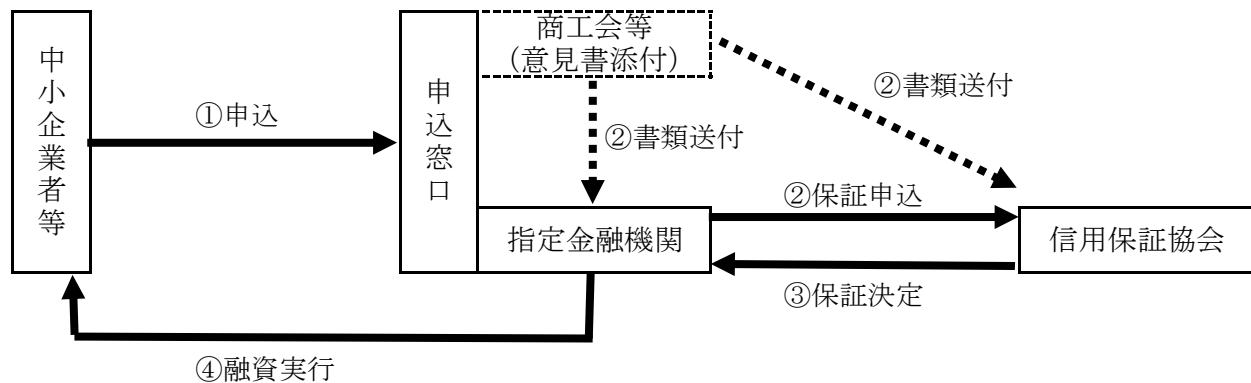 中小企業者等
①申込
申込窓口
商工会等
(意見書添付)
②書類送付
②書類送付
指定金融機関
②保証申込
③保証決定
信用保証協会
④融資実行